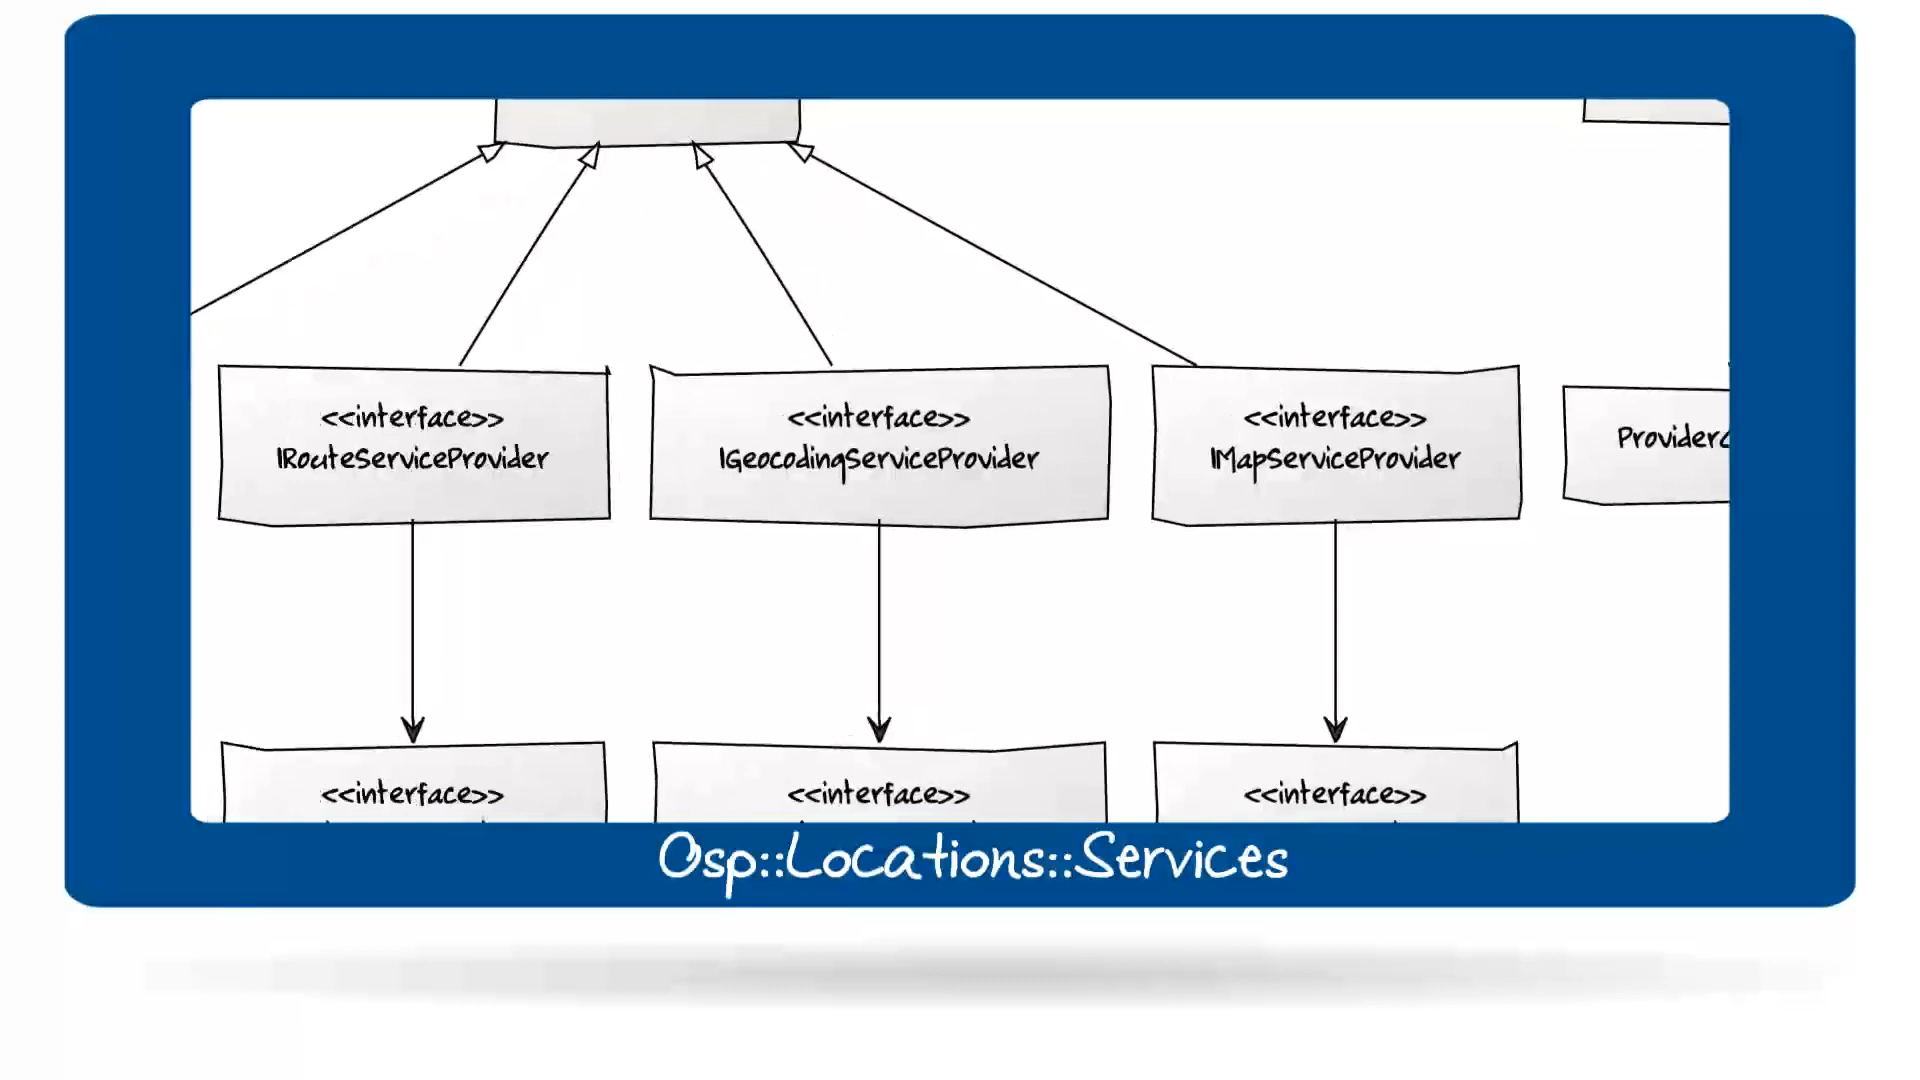 <<interface>>
IRouteServiceProvider
<<interface>>
IGeocodingServiceProvider
<<interface>>
IMapServiceProvider
<<interface>>
<<interface>>
<<interface>>
Osp::Locations::Services